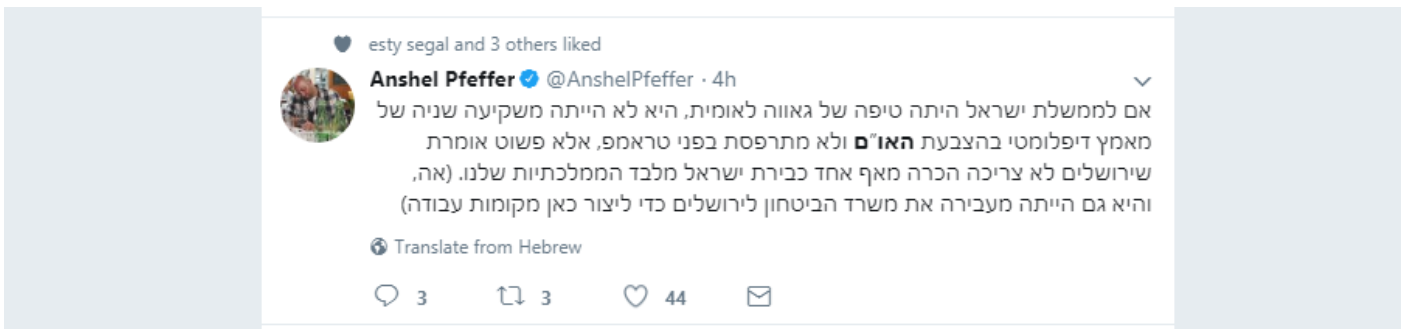 esty segal and 3 others liked
Anshel Pfeffer @AnshelPfeffer · 4h
אם לממשלת ישראל היתה טיפה של גאווה לאומית, היא לא הייתה משקיעה שניה של
מאמץ דיפלומטי בהצבעת האו״ם ולא מתרפסת בפני טראמפ, אלא פשוט אומרת
שירושלים לא צריכה הכרה מאף אחד כבירת ישראל מלבד הממלכתיות שלנו. (אה,
והיא גם הייתה מעבירה את משרד הביטחון לירושלים כדי ליצור כאן מקומות עבודה)
Translate from Hebrew
3 3 44